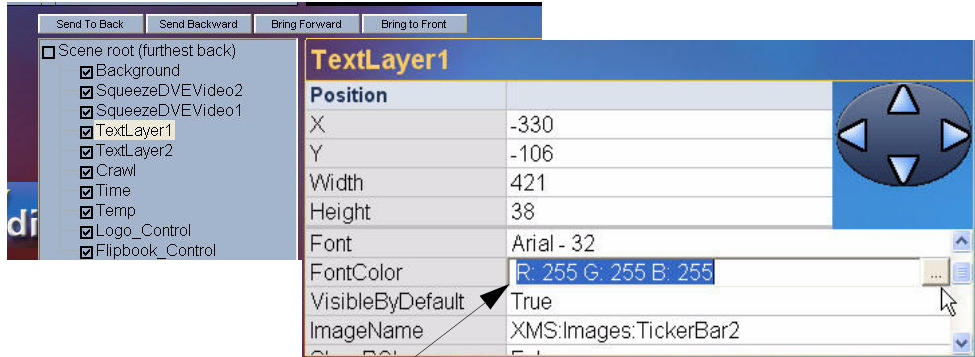 Send To Back Send Backward Bring Forward Bring to Front
Scene root (furthest back)
Background
SqueezeDVEVideo2
SqueezeDVEVideo1
TextLayer1
TextLayer2
Crawl
Time
Temp
Logo_Control
Flipbook_Control
di
TextLayer1
Position
X -330
Y -106
Width 421
Height 38
Font Arial - 32
FontColor R: 255 G: 255 B: 255 ...
VisibleByDefault True
ImageName XMS:Images:TickerBar2